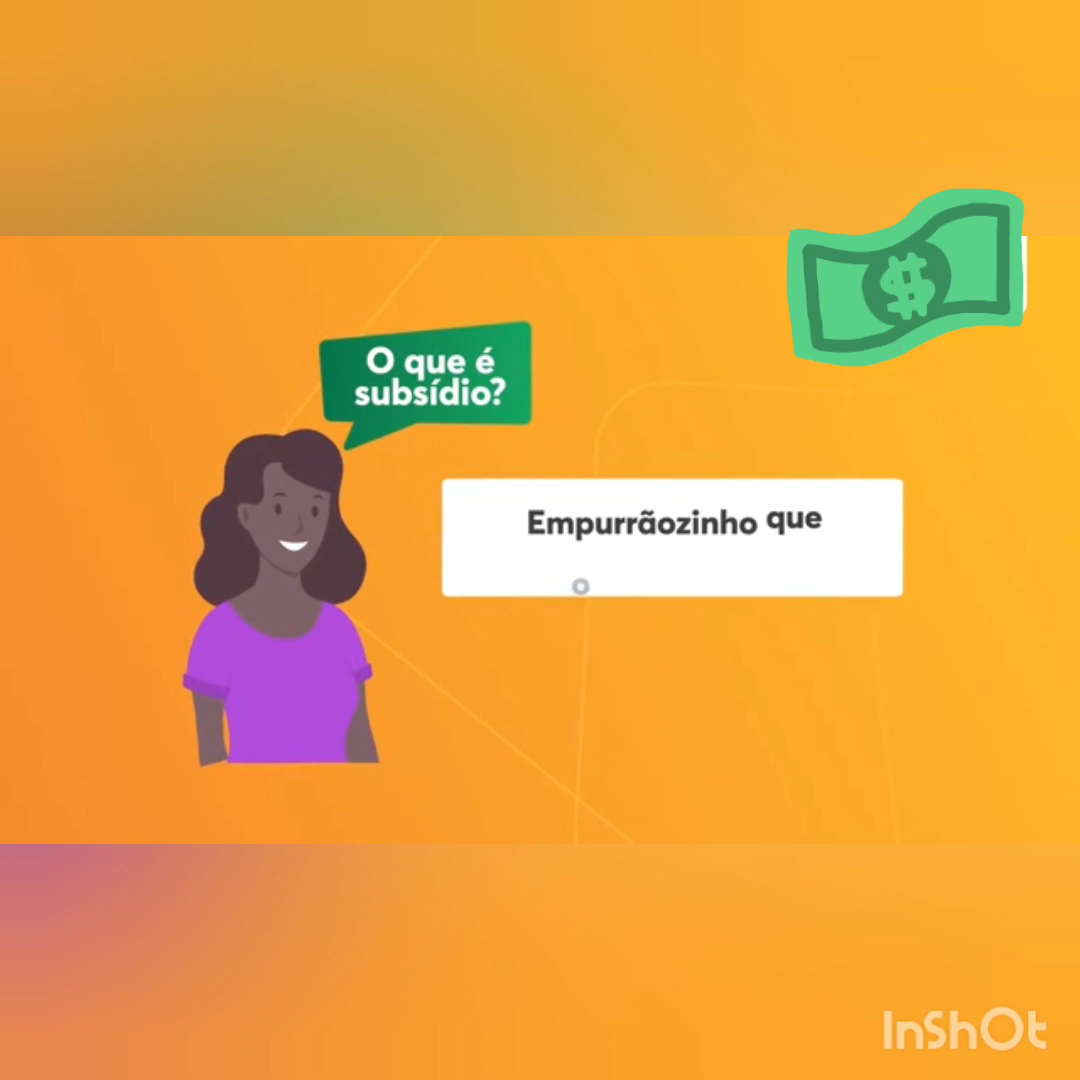 O que é
subsídio?
Empurrãozinho que
o
$
InShOt